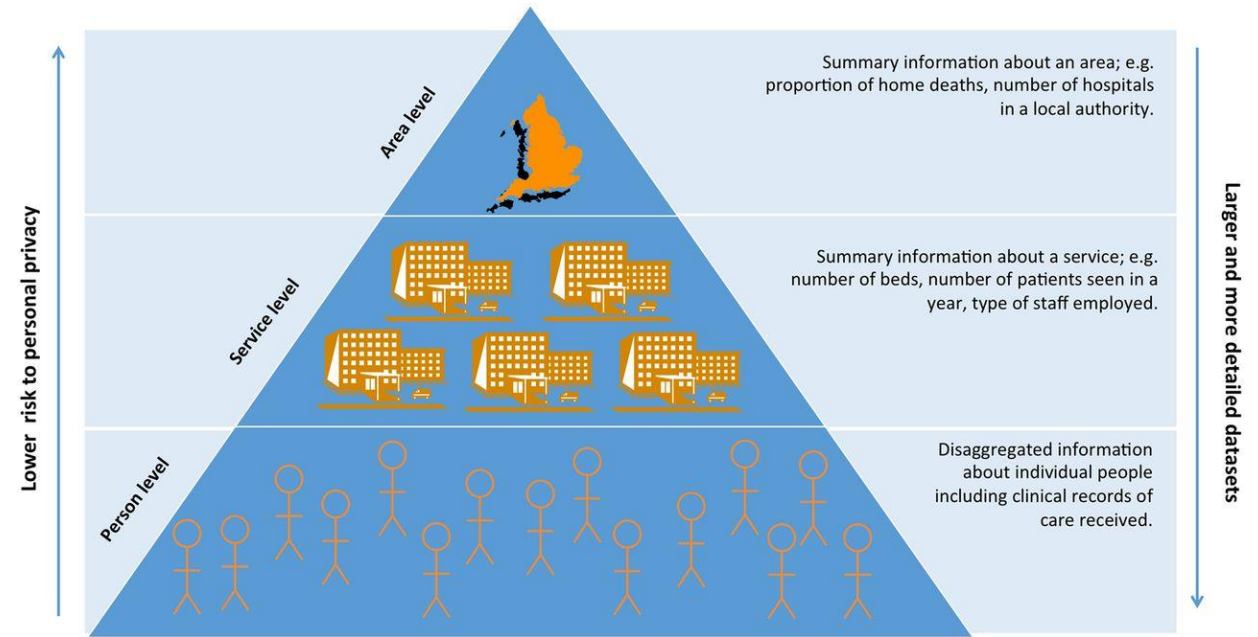 Lower risk to personal privacy
Area level
Summary information about an area; e.g.
proportion of home deaths, number of hospitals
in a local authority.
Service level
Summary information about a service; e.g.
number of beds, number of patients seen in a
year, type of staff employed.
Person level
Disaggregated information
about individual people
including clinical records of
care received.
Larger and more detailed datasets